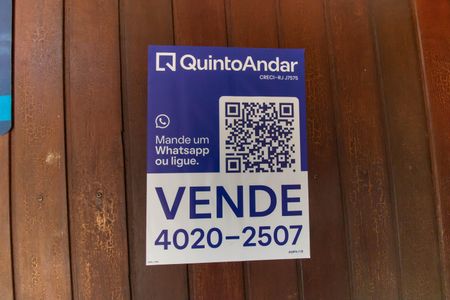 QuintoAndar
CRECI-RJ J7575
Mande um
Whatsapp
ou ligue.
VENDE
4020-2507